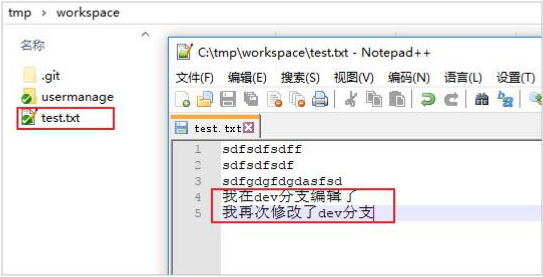 tmp › workspace
名称
.git
usermanage
test.txt
C:\tmp\workspace\test.txt - Notepad++
文件(F) 编辑(E) 搜索(S) 视图(V) 编码(N) 语言(L) 设置(T)
test.txt
1 sdfsdfsdff
2 sdfsdfsdf
3 sdfgdgfdgdasfsd
4 我在dev分支编辑了
5 我再次修改了dev分支